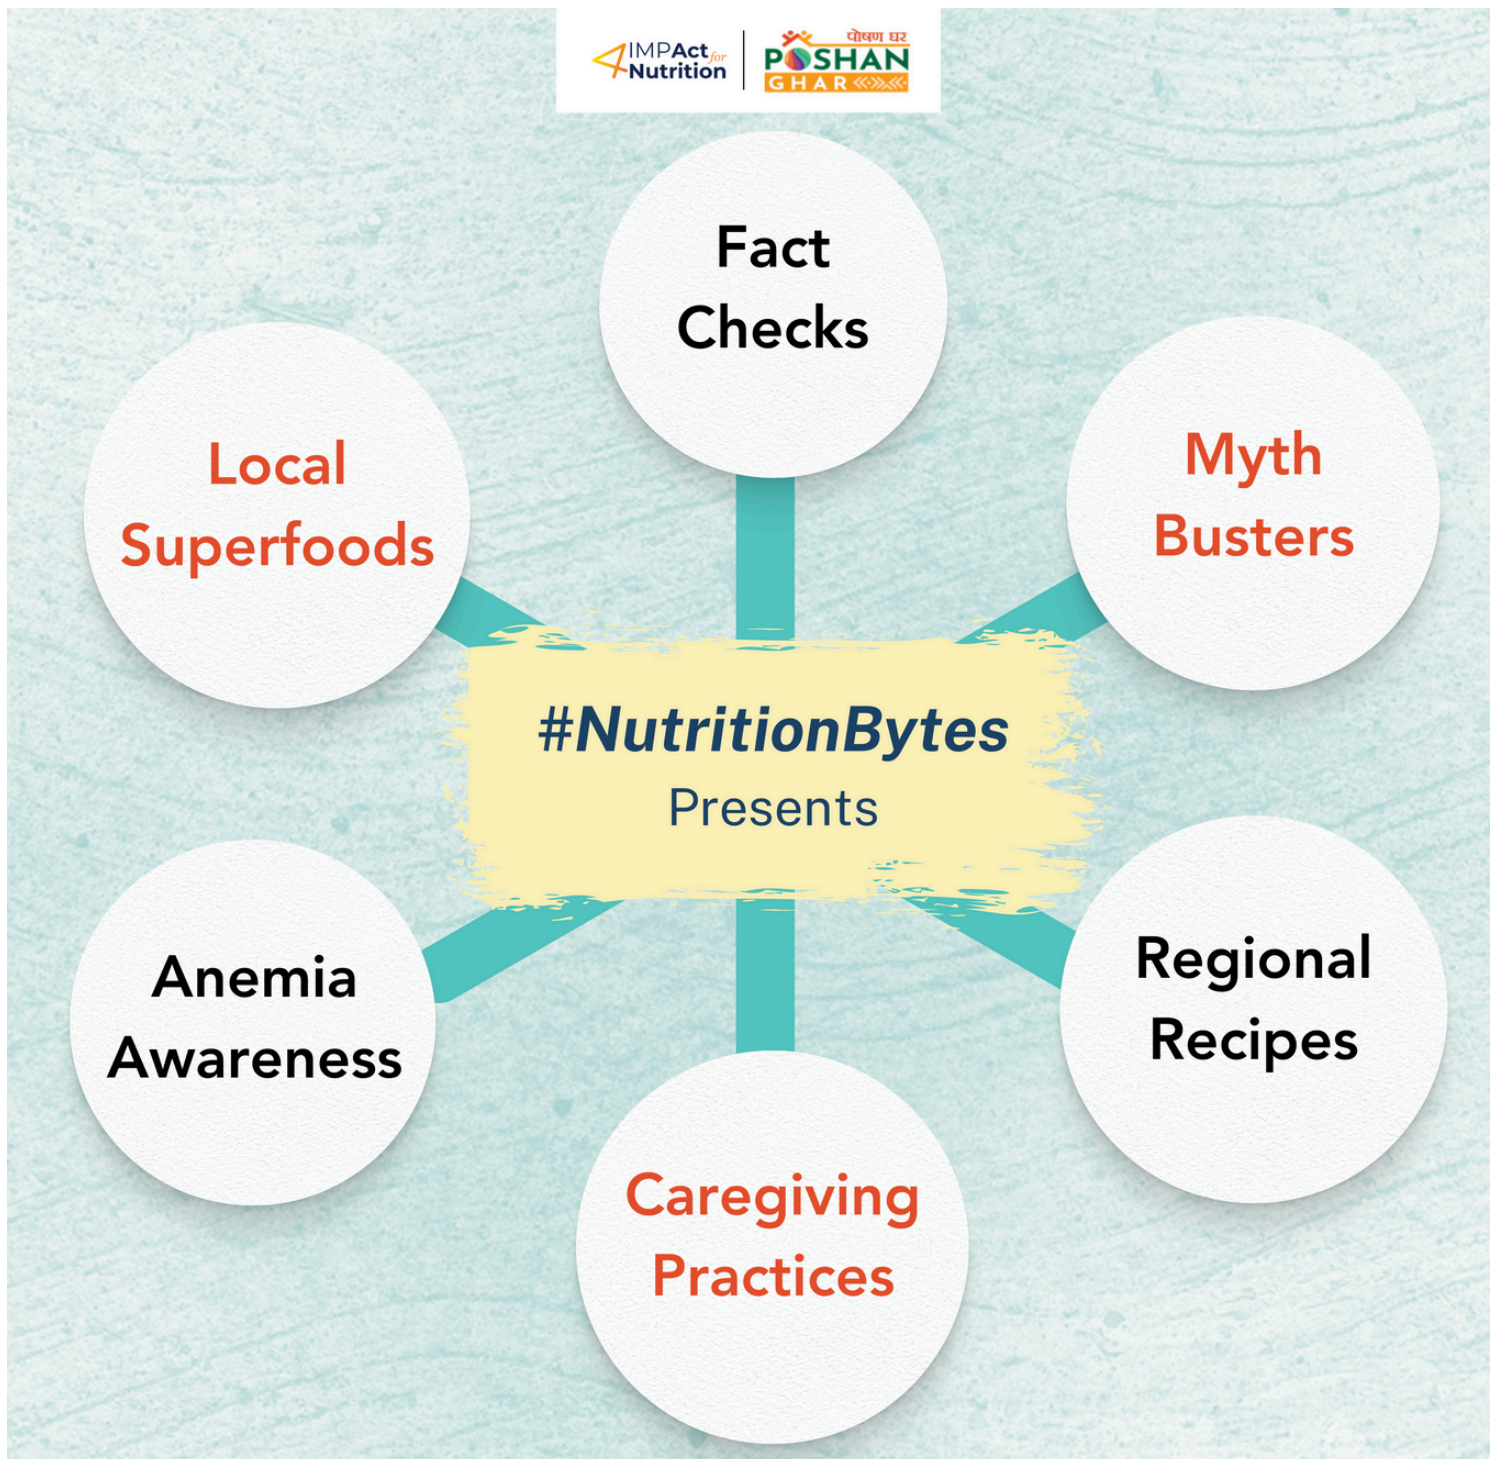 IMPAct for
Nutrition
पोषण घर
POSHAN
GHAR
Fact
Checks
Local
Superfoods
Myth
Busters
#NutritionBytes
Presents
Anemia
Awareness
Regional
Recipes
Caregiving
Practices